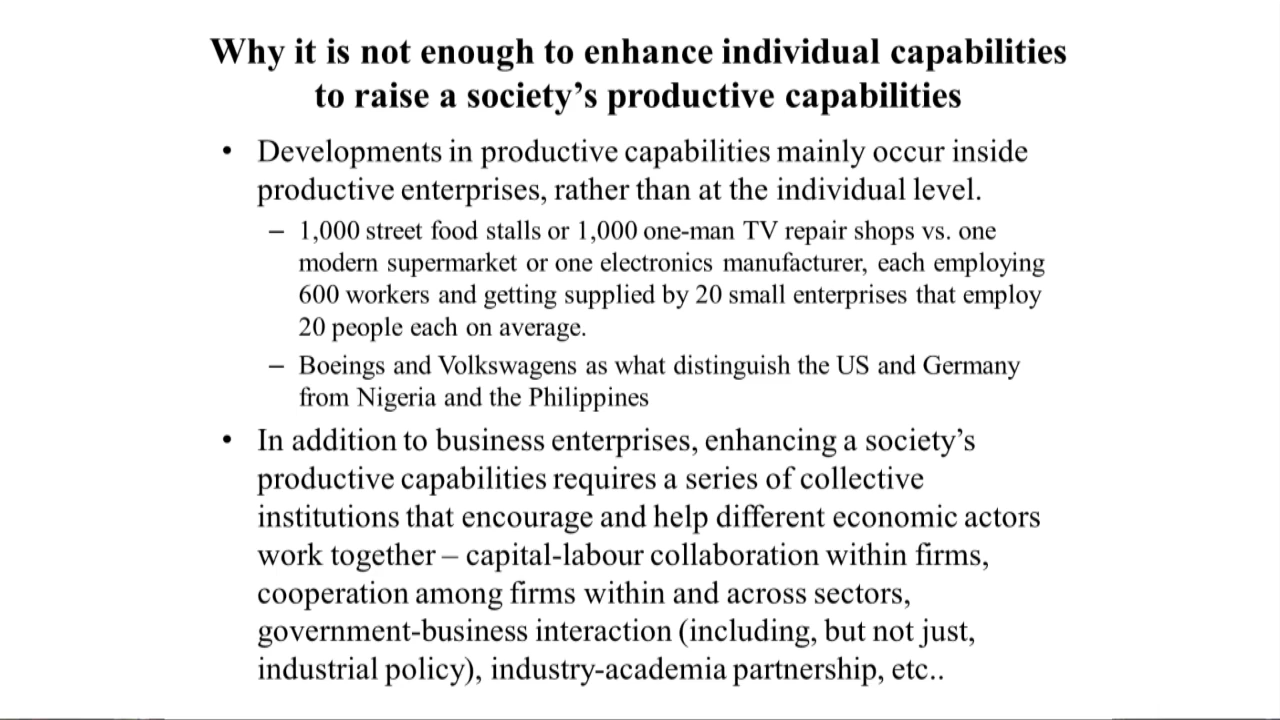 Why it is not enough to enhance individual capabilities
to raise a society’s productive capabilities
• Developments in productive capabilities mainly occur inside
productive enterprises, rather than at the individual level.
– 1,000 street food stalls or 1,000 one-man TV repair shops vs. one
modern supermarket or one electronics manufacturer, each employing
600 workers and getting supplied by 20 small enterprises that employ
20 people each on average.
– Boeings and Volkswagens as what distinguish the US and Germany
from Nigeria and the Philippines
• In addition to business enterprises, enhancing a society’s
productive capabilities requires a series of collective
institutions that encourage and help different economic actors
work together – capital-labour collaboration within firms,
cooperation among firms within and across sectors,
government-business interaction (including, but not just,
industrial policy), industry-academia partnership, etc..